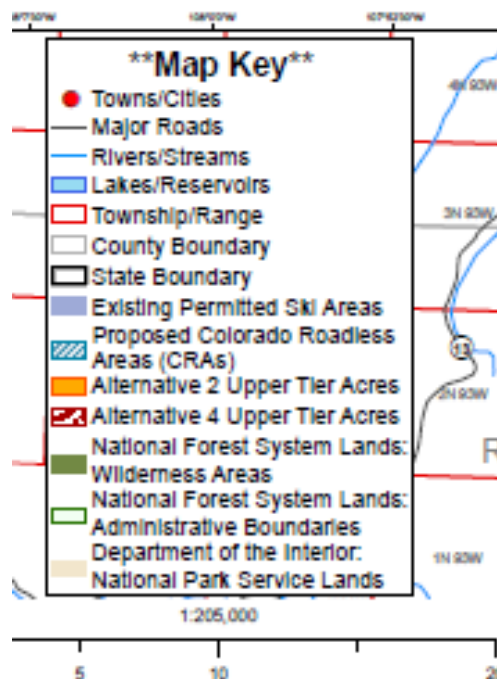 **Map Key**
Towns/Cities
Major Roads
Rivers/Streams
Lakes/Reservoirs
Township/Range
County Boundary
State Boundary
Existing Permitted Ski Areas
Proposed Colorado Roadless
Areas (CRAs)
Alternative 2 Upper Tier Acres
Alternative 4 Upper Tier Acres
National Forest System Lands:
Wilderness Areas
National Forest System Lands:
Administrative Boundaries
Department of the Interior:
National Park Service Lands
4N 93W
3N 93W
13
2N 93W
R
1N 93W
1:205,000
5 10